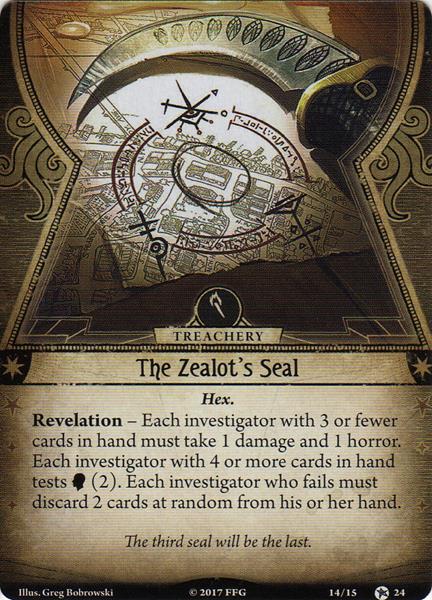 TREACHERY
The Zealot's Seal
Hex.
Revelation – Each investigator with 3 or fewer
cards in hand must take 1 damage and 1 horror.
Each investigator with 4 or more cards in hand
tests (2). Each investigator who fails must
discard 2 cards at random from his or her hand.
The third seal will be the last.
Illus. Greg Bobrowski © 2017 FFG 14/15 24